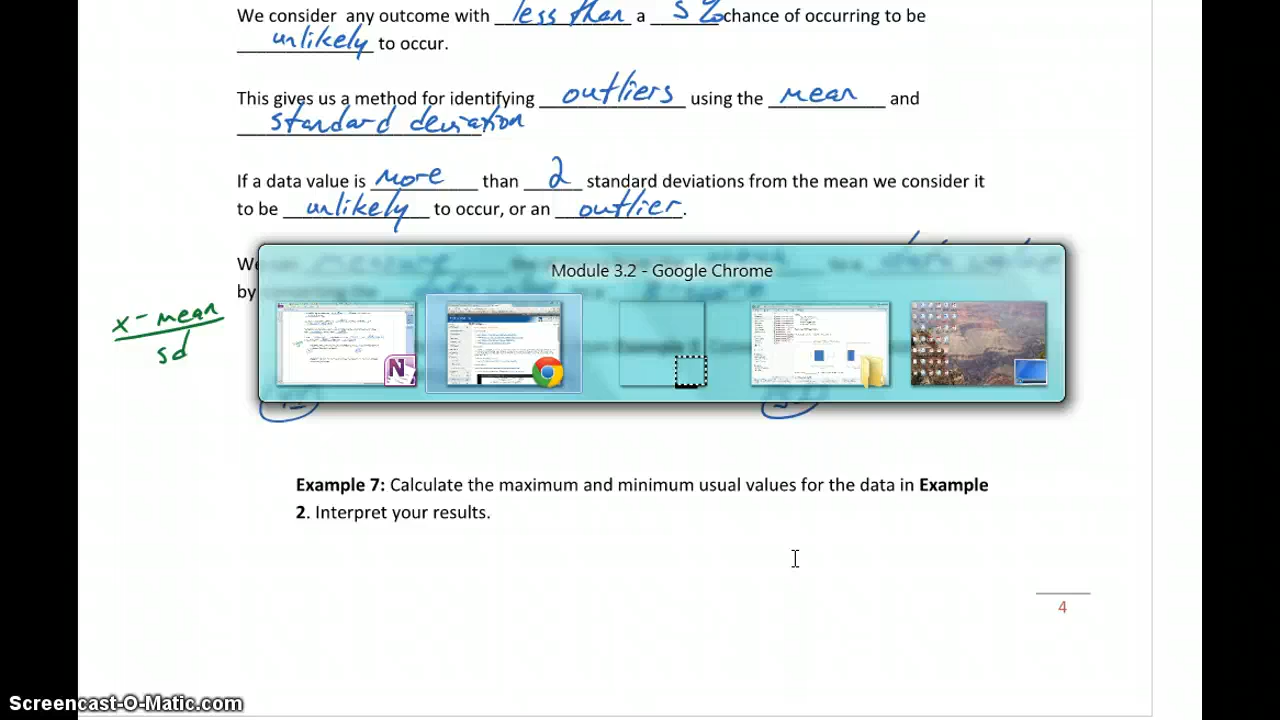 We consider any outcome with less than a 5% chance of occurring to be
unlikely to occur.
This gives us a method for identifying outliers using the mean and
standard deviation
If a data value is more than 2 standard deviations from the mean we consider it
to be unlikely to occur, or an outlier.
We
Module 3.2 - Google Chrome
by
x - mean
sd
Example 7: Calculate the maximum and minimum usual values for the data in Example
2. Interpret your results.
4
Screencast-O-Matic.com